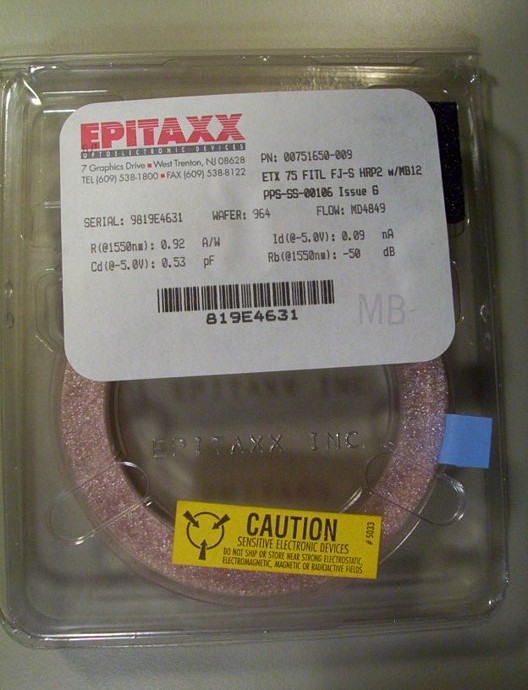 EPITAXX
OPTOELECTRONIC DEVICES
7 Graphics Drive ▪ West Trenton, NJ 08628
TEL (609) 538-1800 ▪ FAX (609) 538-8122
PN: 00751650-009
ETX 75 FITL FJ-S HRP2 w/MB12
PPS-SS-00106 Issue G
SERIAL: 9819E4631 WAFER: 964 FLOW: MD4849
R(@1550nm): 0.92 A/W Id(@-5.0V): 0.09 nA
Cd(@-5.0V): 0.53 pF Rb(@1550nm): -50 dB
819E4631
MB-
EPITAXX INC.
CAUTION
SENSITIVE ELECTRONIC DEVICES
DO NOT SHIP OR STORE NEAR STRONG ELECTROSTATIC,
ELECTROMAGNETIC, MAGNETIC OR RADIOACTIVE FIELDS
# 5033